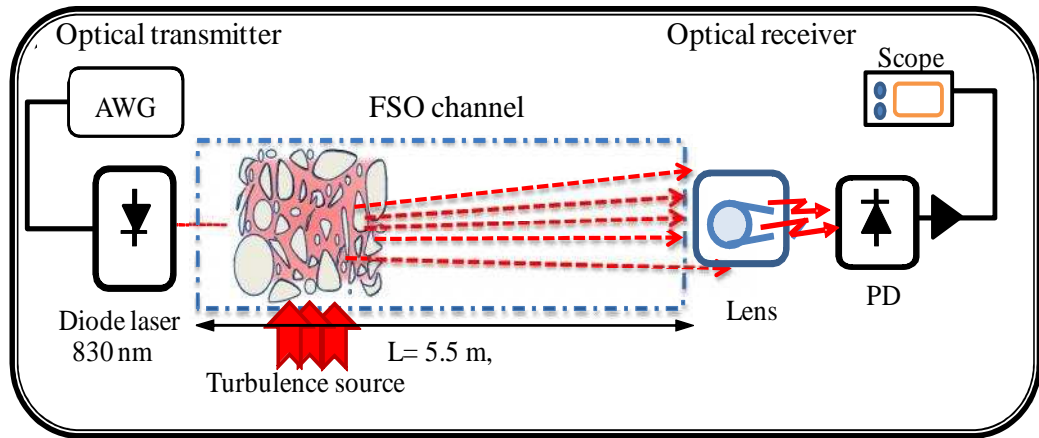 Optical transmitter
Optical receiver
Scope
AWG
FSO channel
Diode laser
830 nm
L= 5.5 m,
Turbulence source
Lens
PD